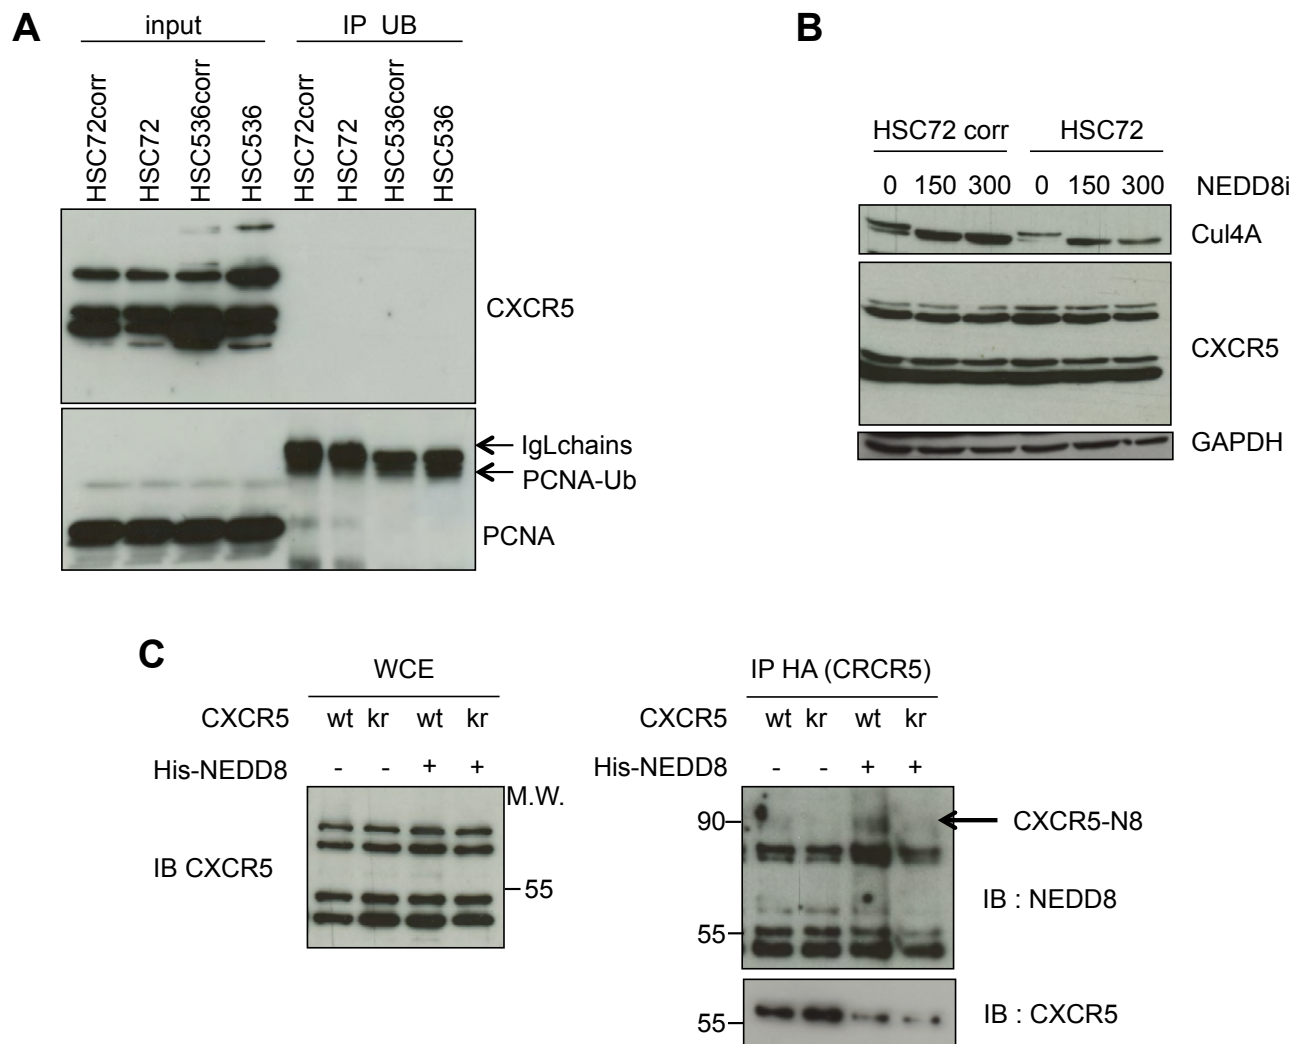 A
input IP UB
HSC72corr HSC72 HSC536corr HSC536 HSC72corr HSC72 HSC536corr HSC536
CXCR5
IgLchains
PCNA-Ub
PCNA
B
HSC72 corr HSC72
0 150 300 0 150 300 NEDD8i
Cul4A
CXCR5
GAPDH
C
WCE
CXCR5 wt kr wt kr
His-NEDD8 - - + +
M.W.
IB CXCR5
55
IP HA (CRCR5)
CXCR5 wt kr wt kr
His-NEDD8 - - + +
90
CXCR5-N8
IB : NEDD8
55
IB : CXCR5
55